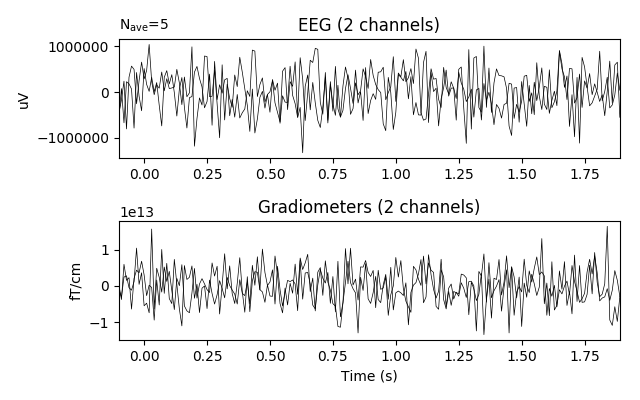 N_ave=5
EEG (2 channels)
1000000
0
−1000000
uV
0.00 0.25 0.50 0.75 1.00 1.25 1.50 1.75
1e13
Gradiometers (2 channels)
1
0
−1
fT/cm
0.00 0.25 0.50 0.75 1.00 1.25 1.50 1.75
Time (s)